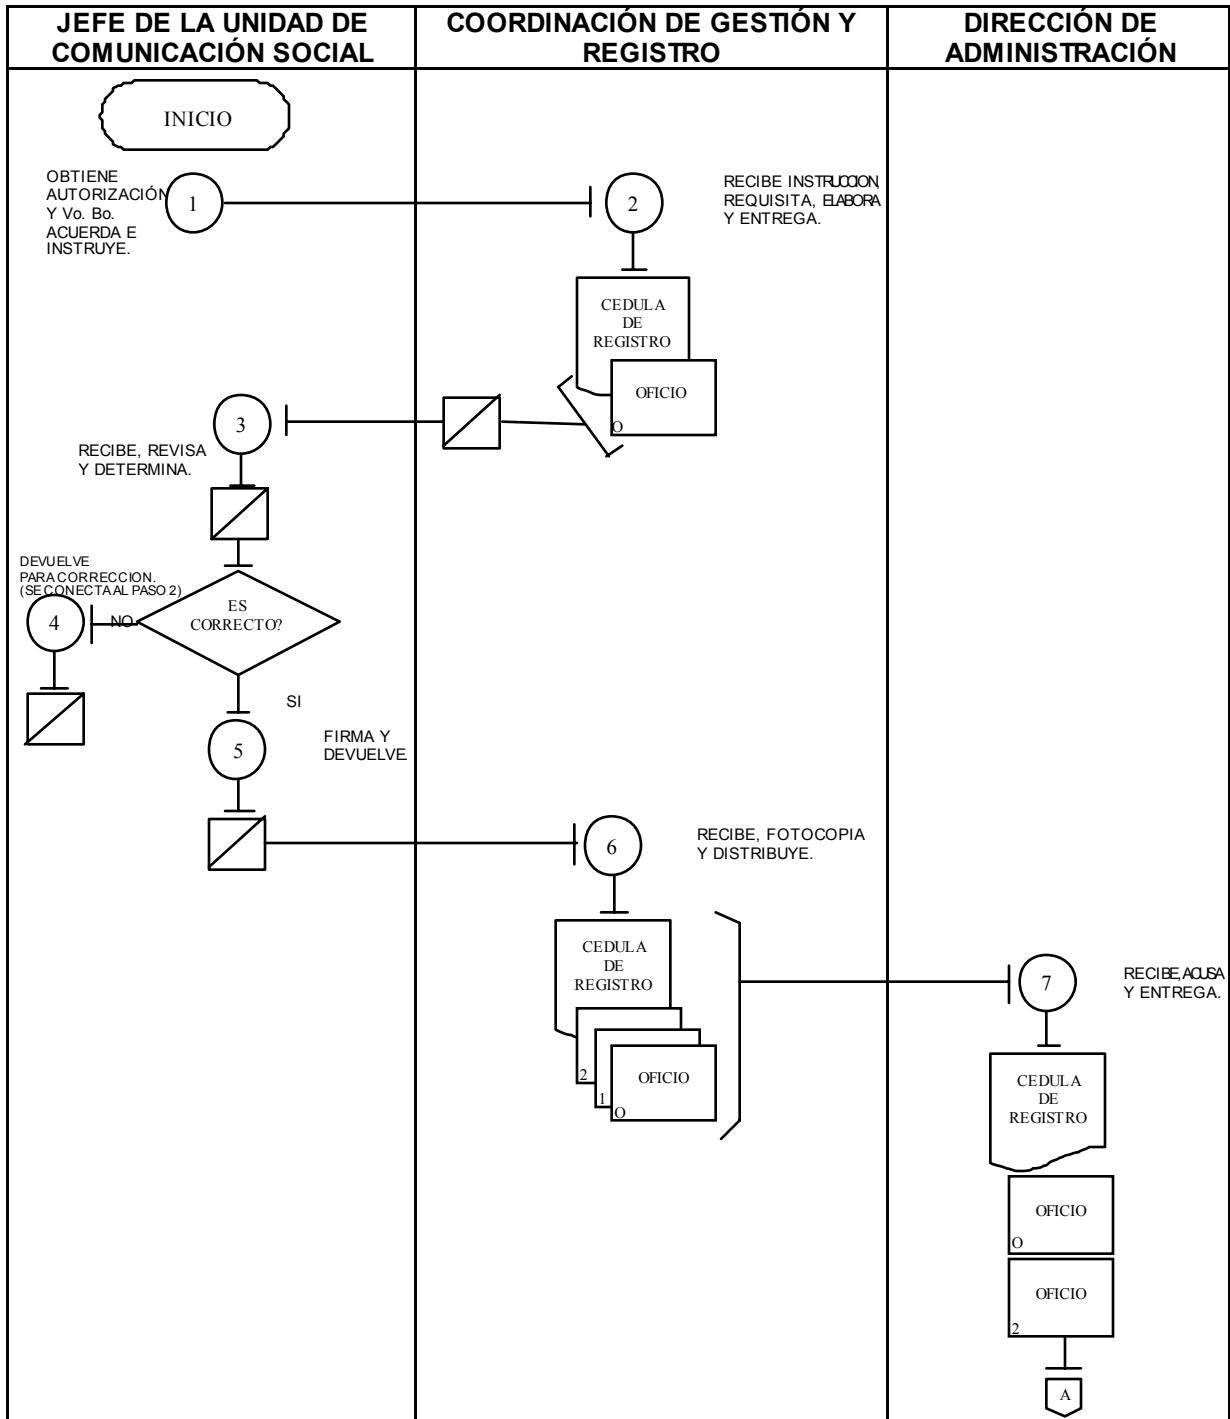 JEFE DE LA UNIDAD DE
COMUNICACIÓN SOCIAL
COORDINACIÓN DE GESTIÓN Y
REGISTRO
DIRECCIÓN DE
ADMINISTRACIÓN
INICIO
OBTIENE
AUTORIZACIÓN
Y Vo. Bo.
ACUERDA E
INSTRUYE.
1
2
RECIBE INSTRUCCION,
REQUISITA, ELABORA
Y ENTREGA.
CEDULA
DE
REGISTRO
OFICIO
O
3
RECIBE, REVISA
Y DETERMINA.
DEVUELVE
PARA CORRECCION.
(SE CONECTA AL PASO 2)
4
NO
ES
CORRECTO?
SI
5
FIRMA Y
DEVUELVE.
6
RECIBE, FOTOCOPIA
Y DISTRIBUYE.
CEDULA
DE
REGISTRO
2
1
OFICIO
O
7
RECIBE, ACUSA
Y ENTREGA.
CEDULA
DE
REGISTRO
OFICIO
O
OFICIO
2
A